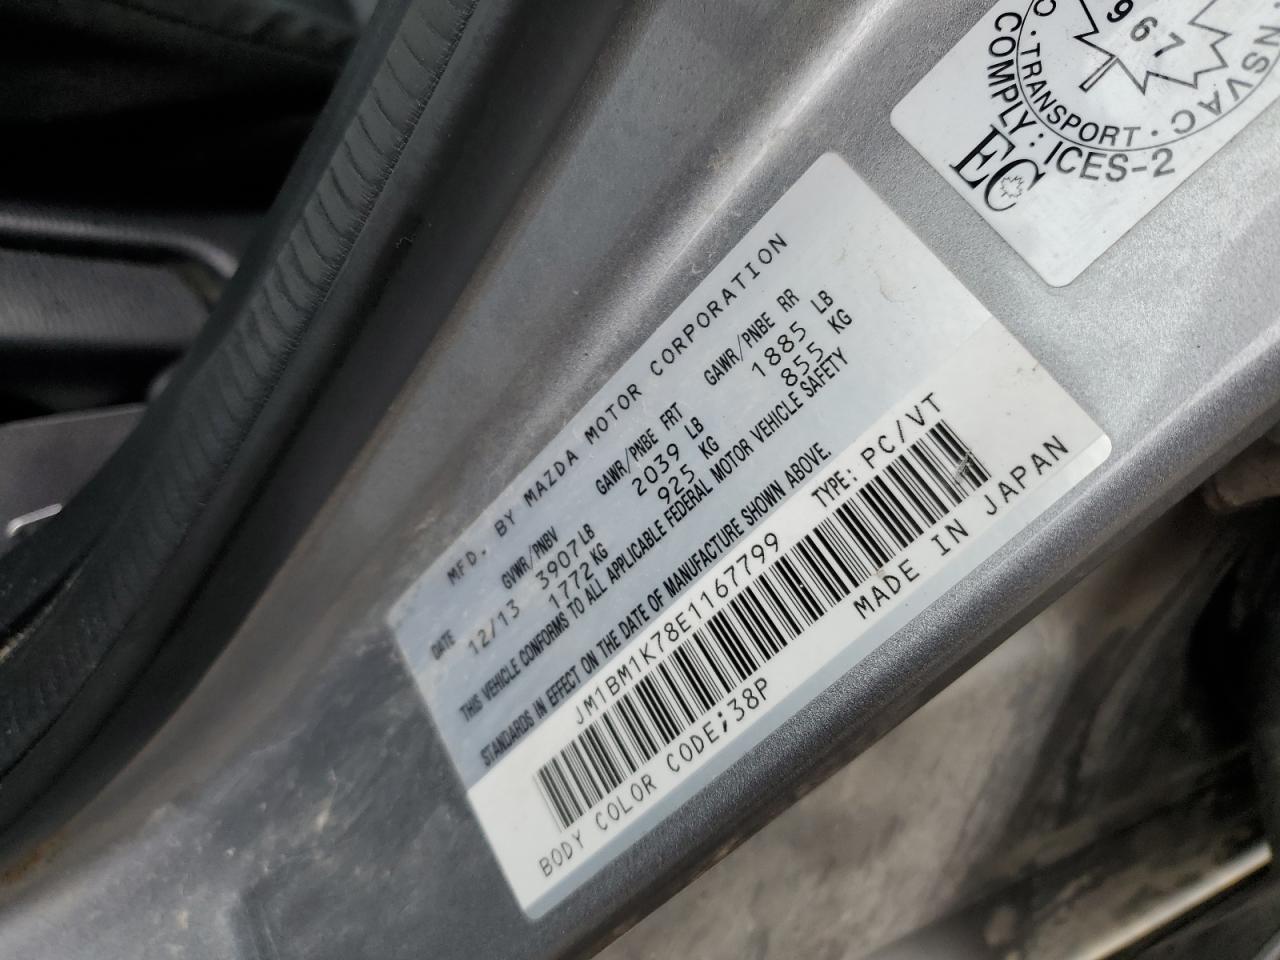 967
TRANSPORT
COMPLY: ICES-2
EC
MFD. BY MAZDA MOTOR CORPORATION
DATE GVWR/PNBV GAWR/PNBE FRT GAWR/PNBE RR
12/13 3907LB 2039 LB 1885 LB
1772KG 925 KG 855 KG
THIS VEHICLE CONFORMS TO ALL APPLICABLE FEDERAL MOTOR VEHICLE SAFETY
STANDARDS IN EFFECT ON THE DATE OF MANUFACTURE SHOWN ABOVE.
JM1BM1K78E1167799 TYPE: PC/VT
BODY COLOR CODE;38P MADE IN JAPAN